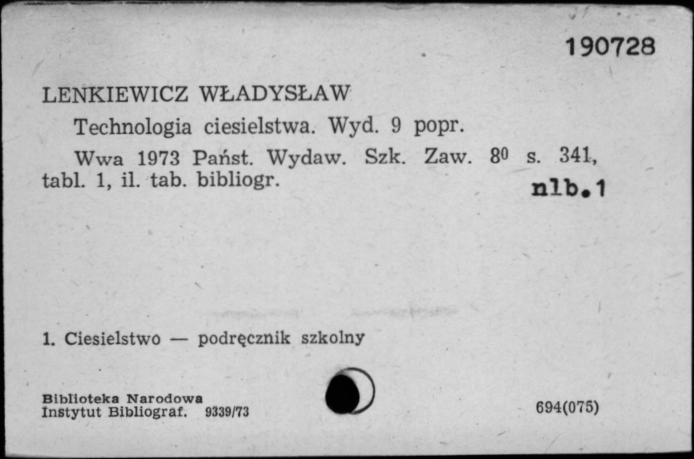 190728
LENKIEWICZ WŁADYSŁAW
Technologia ciesielstwa. Wyd. 9 popr.
Wwa 1973 Państ. Wydaw. Szk. Zaw. 8⁰ s. 341,
tabl. 1, il. tab. bibliogr.
nlb.1
1. Ciesielstwo — podręcznik szkolny
Biblioteka Narodowa
Instytut Bibliograf. 9339/73
694(075)